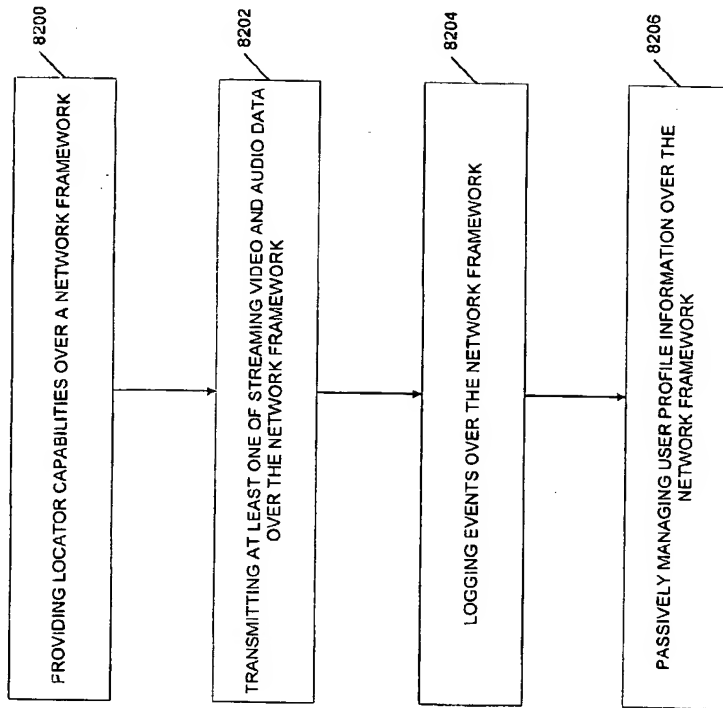 8200
PROVIDING LOCATOR CAPABILITIES OVER A NETWORK FRAMEWORK
8202
TRANSMITTING AT LEAST ONE OF STREAMING VIDEO AND AUDIO DATA
OVER THE NETWORK FRAMEWORK
8204
LOGGING EVENTS OVER THE NETWORK FRAMEWORK
8206
PASSIVELY MANAGING USER PROFILE INFORMATION OVER THE
NETWORK FRAMEWORK